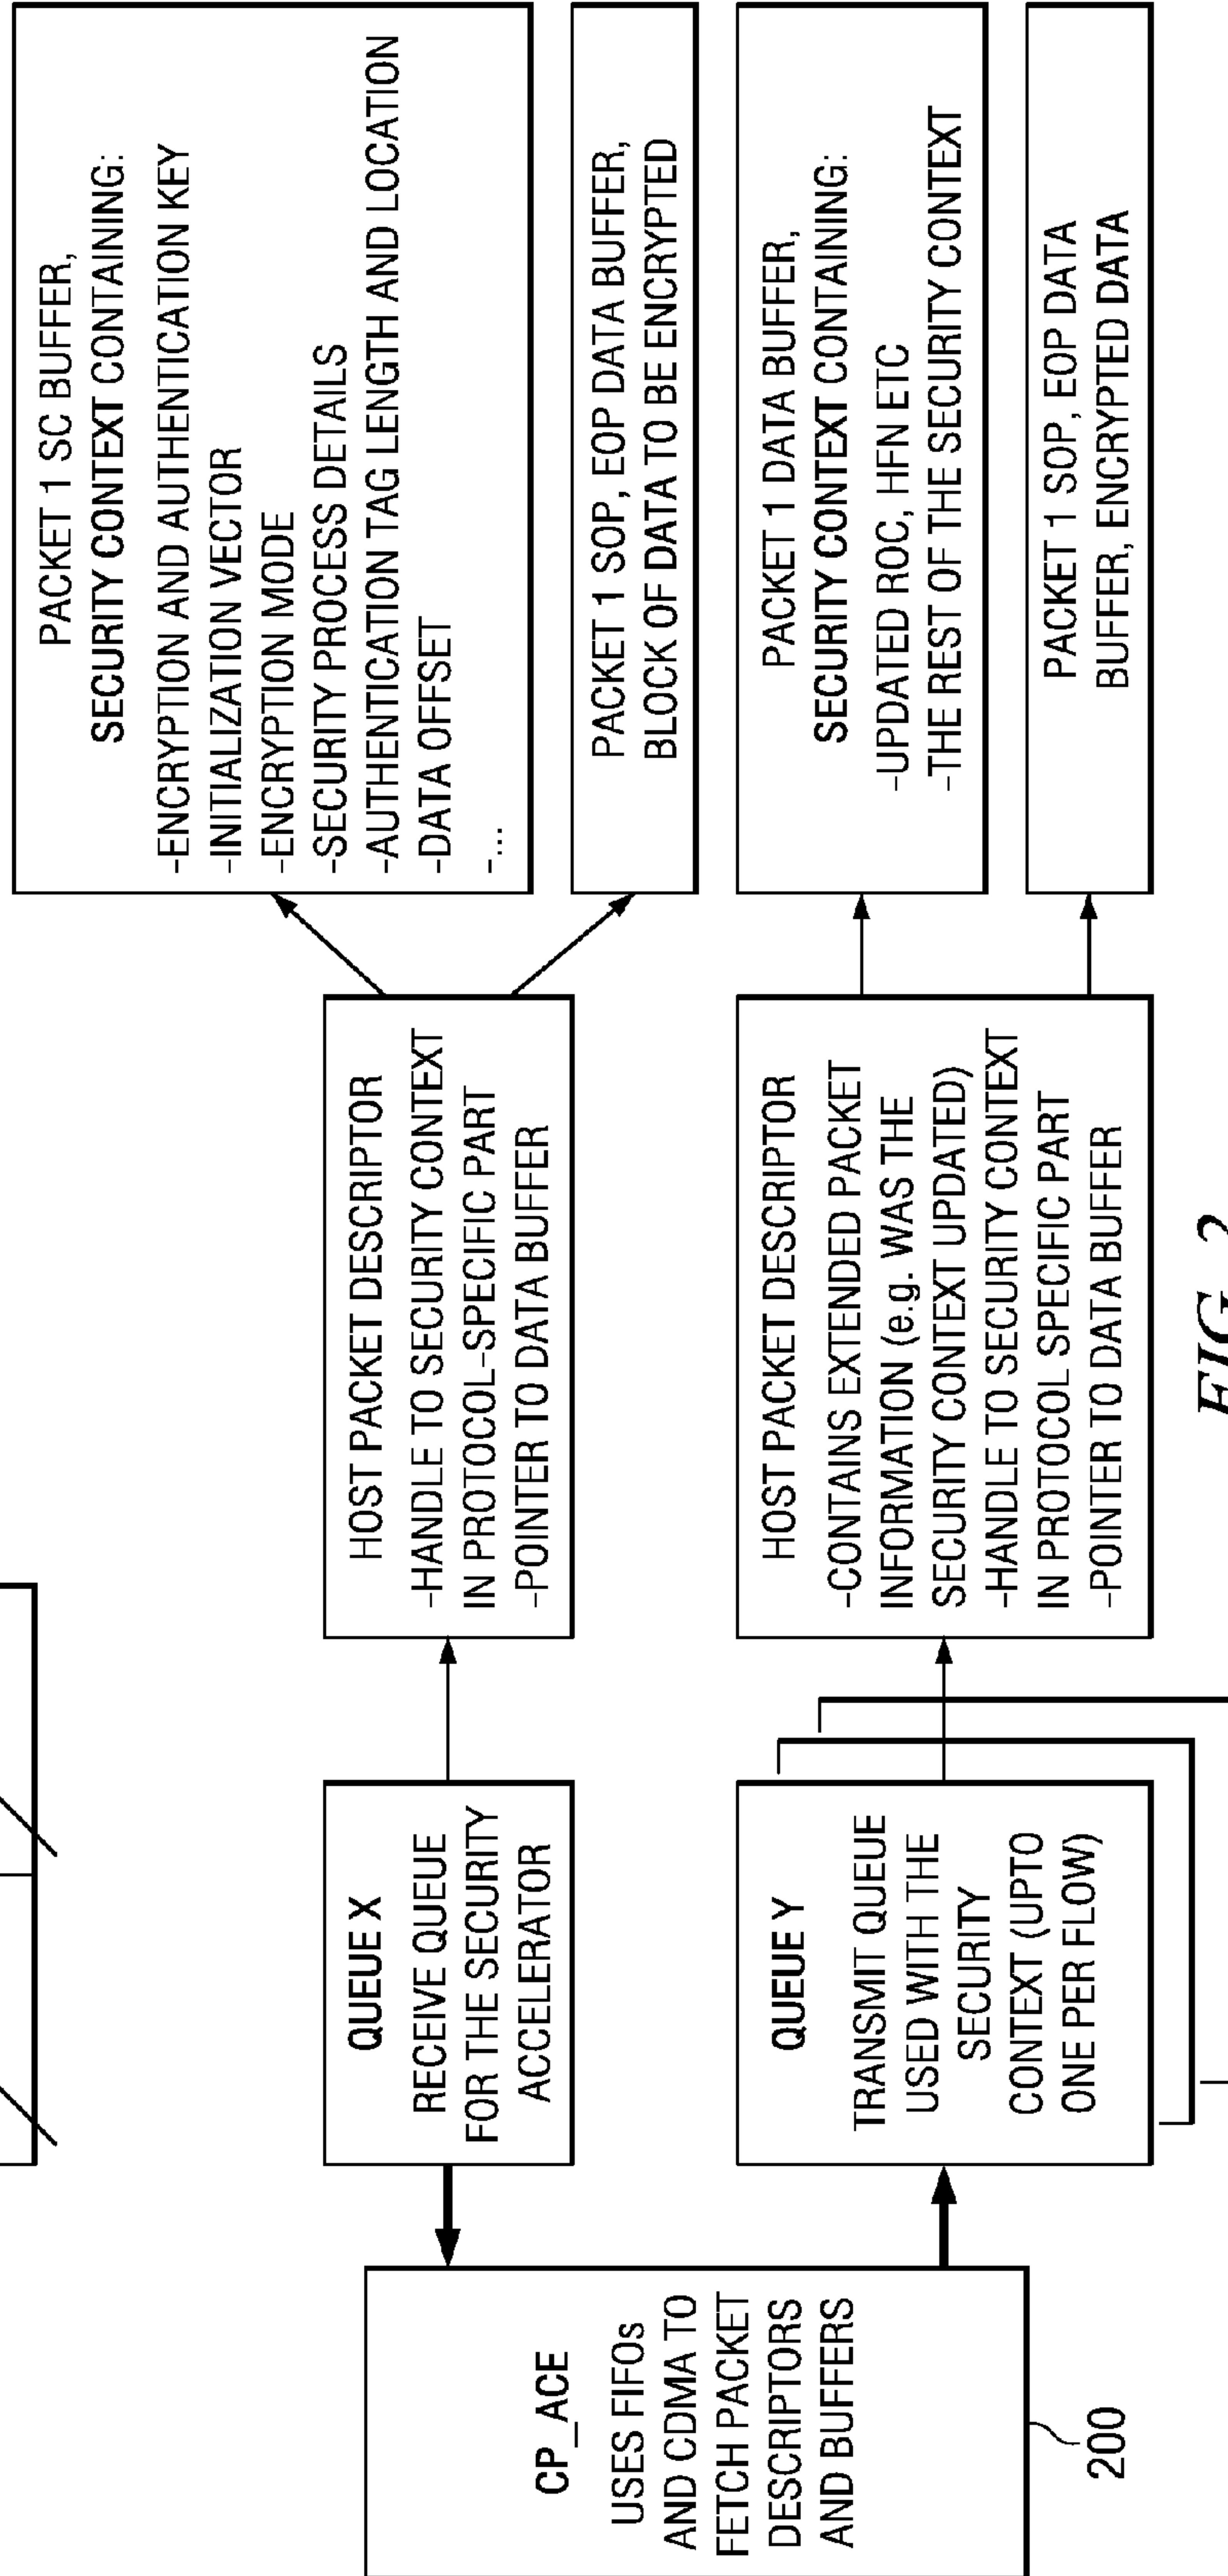 CP_ACE
USES FIFOs
AND CDMA TO
FETCH PACKET
DESCRIPTORS
AND BUFFERS
200
QUEUE X
RECEIVE QUEUE
FOR THE SECURITY
ACCELERATOR
HOST PACKET DESCRIPTOR
-HANDLE TO SECURITY CONTEXT
IN PROTOCOL-SPECIFIC PART
-POINTER TO DATA BUFFER
PACKET 1 SC BUFFER,
SECURITY CONTEXT CONTAINING:
-ENCRYPTION AND AUTHENTICATION KEY
-INITIALIZATION VECTOR
-ENCRYPTION MODE
-SECURITY PROCESS DETAILS
-AUTHENTICATION TAG LENGTH AND LOCATION
-DATA OFFSET
-...
PACKET 1 SOP, EOP DATA BUFFER,
BLOCK OF DATA TO BE ENCRYPTED
QUEUE Y
TRANSMIT QUEUE
USED WITH THE
SECURITY
CONTEXT (UPTO
ONE PER FLOW)
HOST PACKET DESCRIPTOR
-CONTAINS EXTENDED PACKET
INFORMATION (e.g. WAS THE
SECURITY CONTEXT UPDATED)
-HANDLE TO SECURITY CONTEXT
IN PROTOCOL SPECIFIC PART
-POINTER TO DATA BUFFER
PACKET 1 DATA BUFFER,
SECURITY CONTEXT CONTAINING:
-UPDATED ROC, HFN ETC
-THE REST OF THE SECURITY CONTEXT
PACKET 1 SOP, EOP DATA
BUFFER, ENCRYPTED DATA
FIG. 2